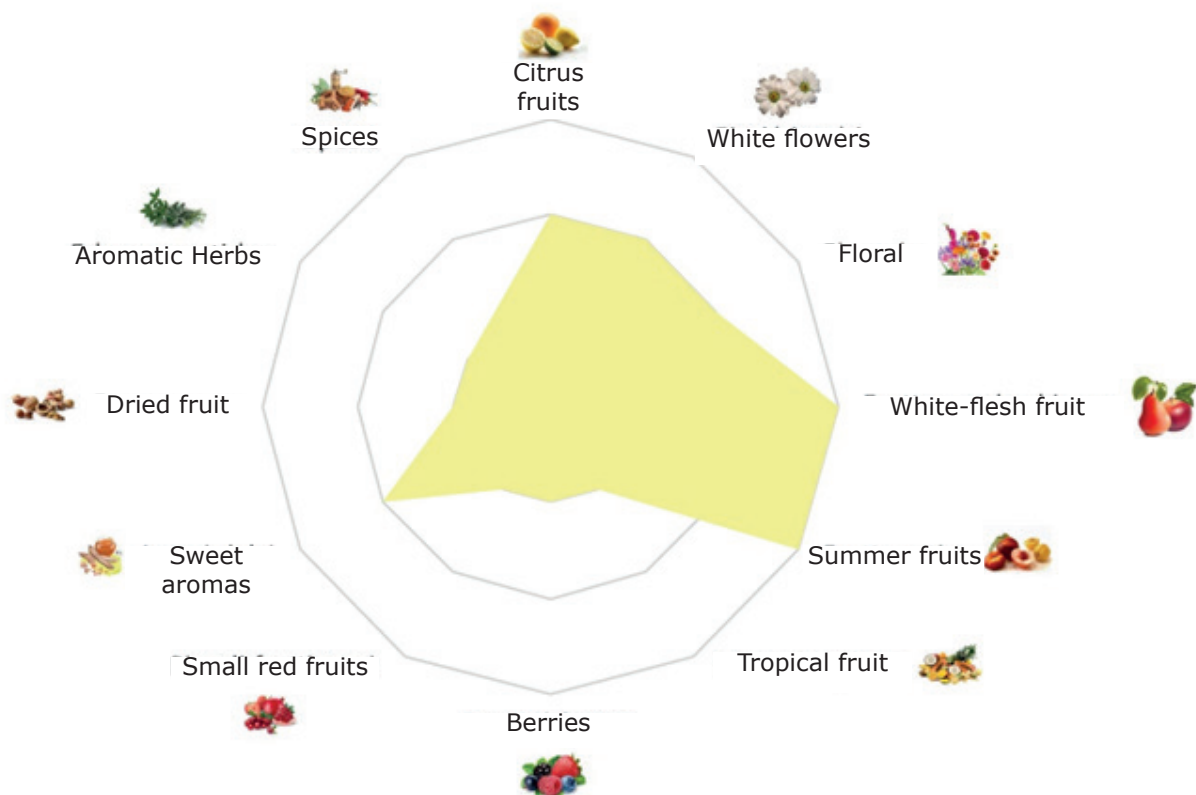 Citrus
fruits
White flowers
Floral
White-flesh fruit
Summer fruits
Tropical fruit
Berries
Small red fruits
Sweet
aromas
Dried fruit
Aromatic Herbs
Spices